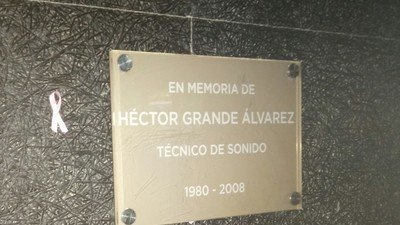 EN MEMORIA DE
HÉCTOR GRANDE ÁLVAREZ
TÉCNICO DE SONIDO
1980 - 2008